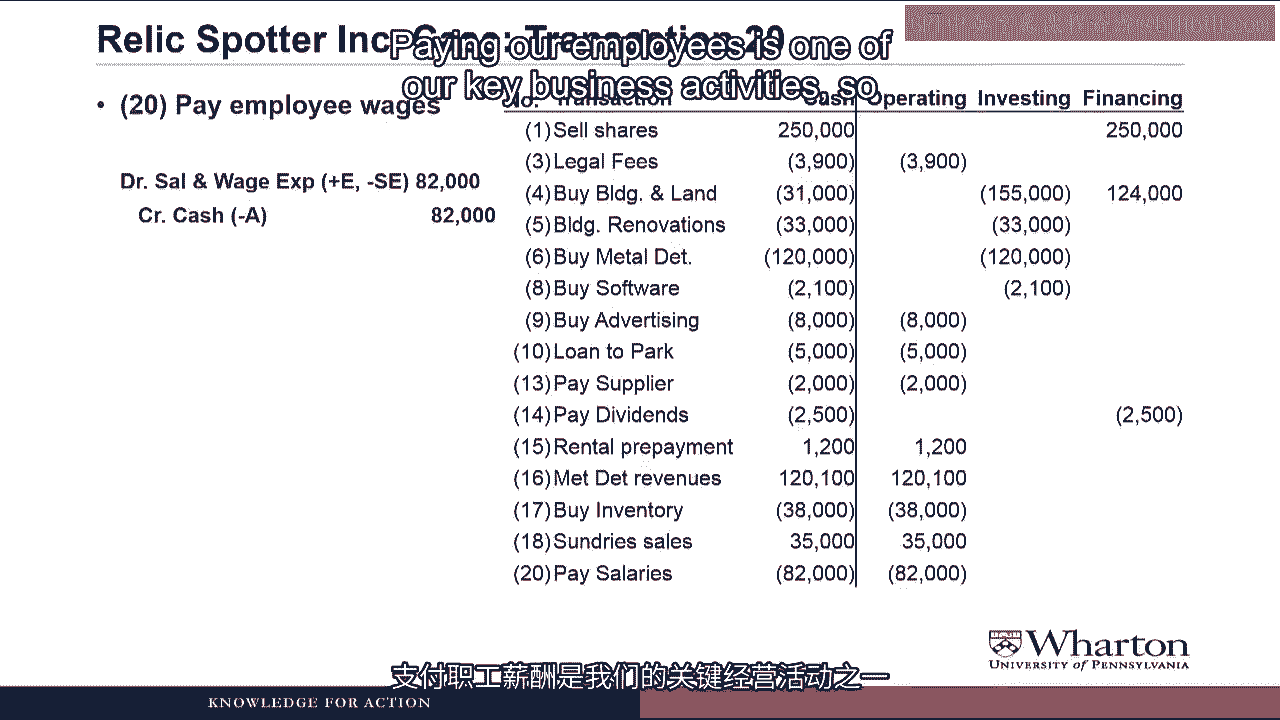 Relic Spotter Inc. Case: Transaction 20
Paying our employees is one of
our key business activities, so
• (20) Pay employee wages
Dr. Sal & Wage Exp (+E, -SE) 82,000
Cr. Cash (-A) 82,000
No. Transaction Cash Operating Investing Financing
(1) Sell shares 250,000 250,000
(3) Legal Fees (3,900) (3,900)
(4) Buy Bldg. & Land (31,000) (155,000) 124,000
(5) Bldg. Renovations (33,000) (33,000)
(6) Buy Metal Det. (120,000) (120,000)
(8) Buy Software (2,100) (2,100)
(9) Buy Advertising (8,000) (8,000)
(10) Loan to Park (5,000) (5,000)
(13) Pay Supplier (2,000) (2,000)
(14) Pay Dividends (2,500) (2,500)
(15) Rental prepayment 1,200 1,200
(16) Met Det revenues 120,100 120,100
(17) Buy Inventory (38,000) (38,000)
(18) Sundries sales 35,000 35,000
(20) Pay Salaries (82,000) (82,000)
Wharton
UNIVERSITY of PENNSYLVANIA
支付职工薪酬是我们的关键经营活动之一
KNOWLEDGE FOR ACTION